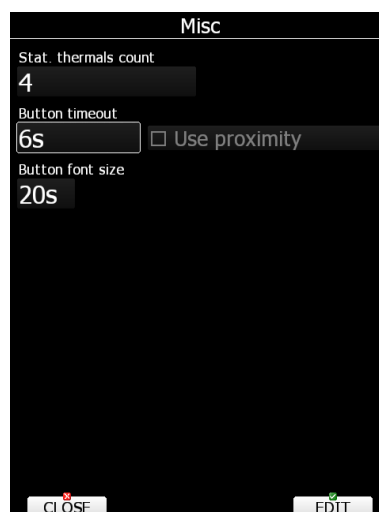 Misc
Stat. thermals count
4
Button timeout
6s
Use proximity
Button font size
20s
CLOSE
EDIT